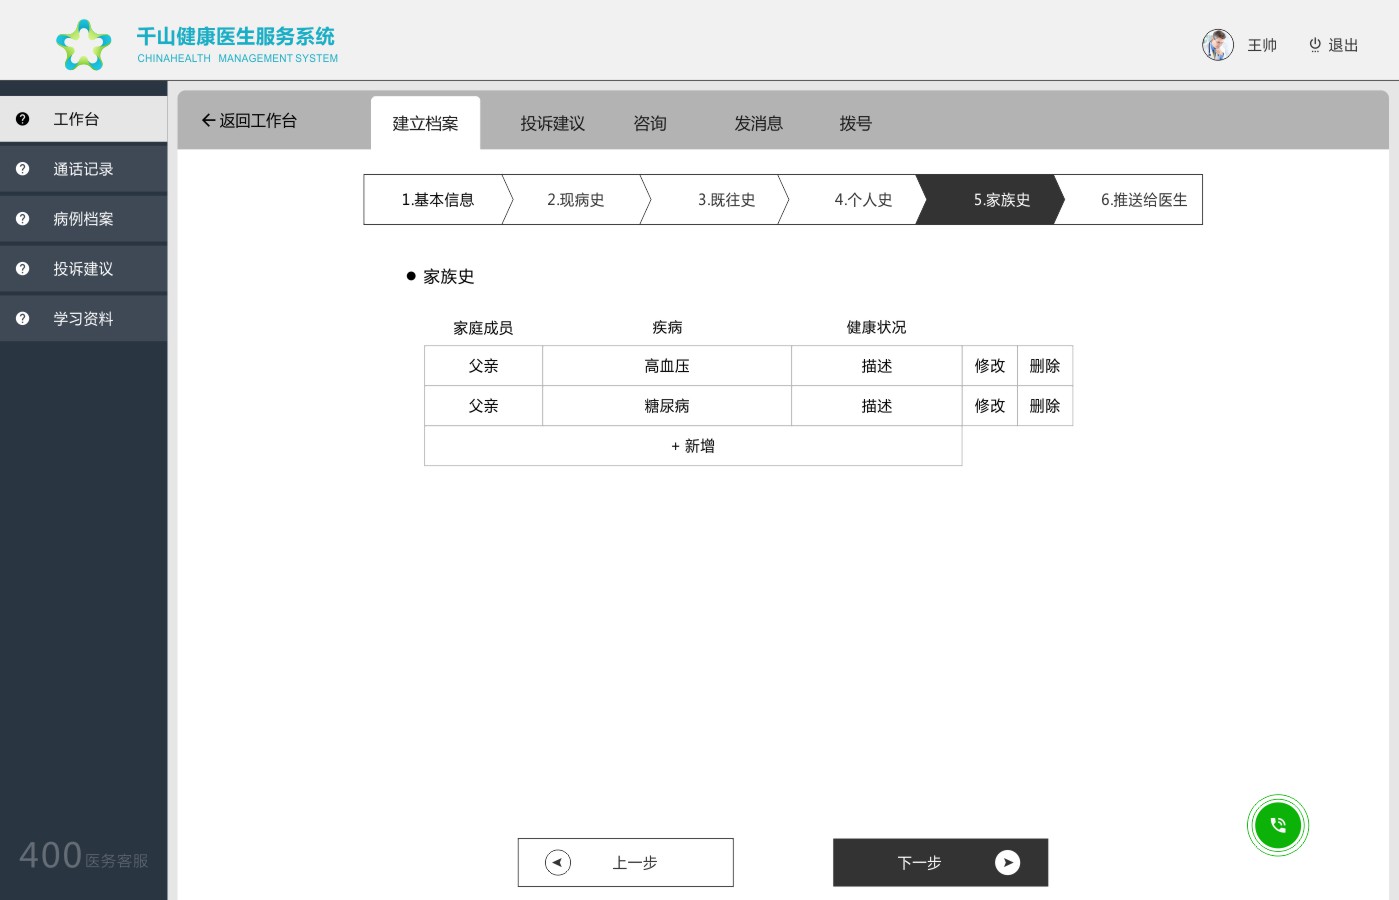 千山健康医生服务系统
CHINAHEALTH MANAGEMENT SYSTEM
王帅 退出
工作台
通话记录
病例档案
投诉建议
学习资料
400医务客服
返回工作台 建立档案 投诉建议 咨询 发消息 拨号
1.基本信息 2.现病史 3.既往史 4.个人史 5.家族史 6.推送给医生
家族史
家庭成员 疾病 健康状况
父亲 高血压 描述 修改 删除
父亲 糖尿病 描述 修改 删除
+ 新增
上一步 下一步